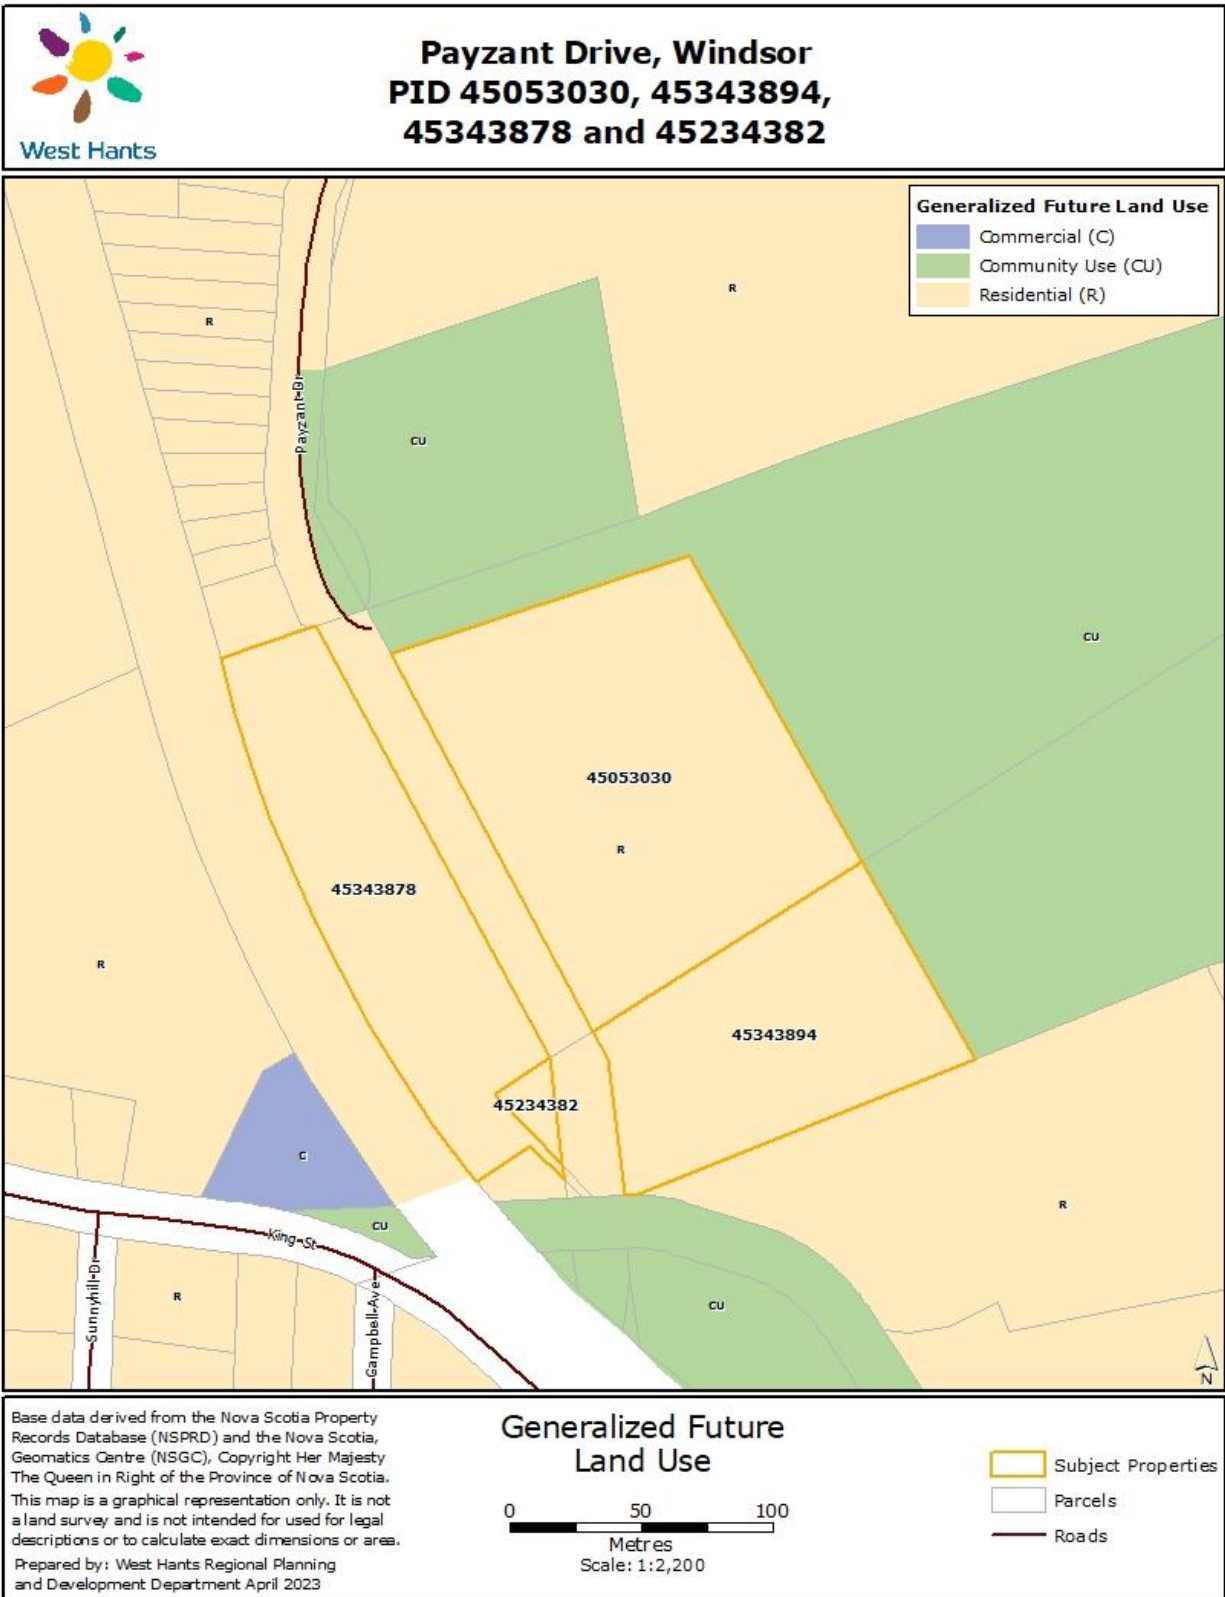 West Hants
Payzant Drive, Windsor
PID 45053030, 45343894,
45343878 and 45234382
Generalized Future Land Use
Commercial (C)
Community Use (CU)
Residential (R)
R
R
Payzant Dr
CU
CU
45053030
R
45343878
R
45343894
45234382
C
CU
R
King St
Sunnyhill Dr
R
Gampbell Ave
CU
N
Base data derived from the Nova Scotia Property
Records Database (NSPRD) and the Nova Scotia,
Geomatics Centre (NSGC), Copyright Her Majesty
The Queen in Right of the Province of Nova Scotia.
This map is a graphical representation only. It is not
a land survey and is not intended for used for legal
descriptions or to calculate exact dimensions or area.
Prepared by: West Hants Regional Planning
and Development Department April 2023
Generalized Future
Land Use
0 50 100
Metres
Scale: 1:2,200
Subject Properties
Parcels
Roads